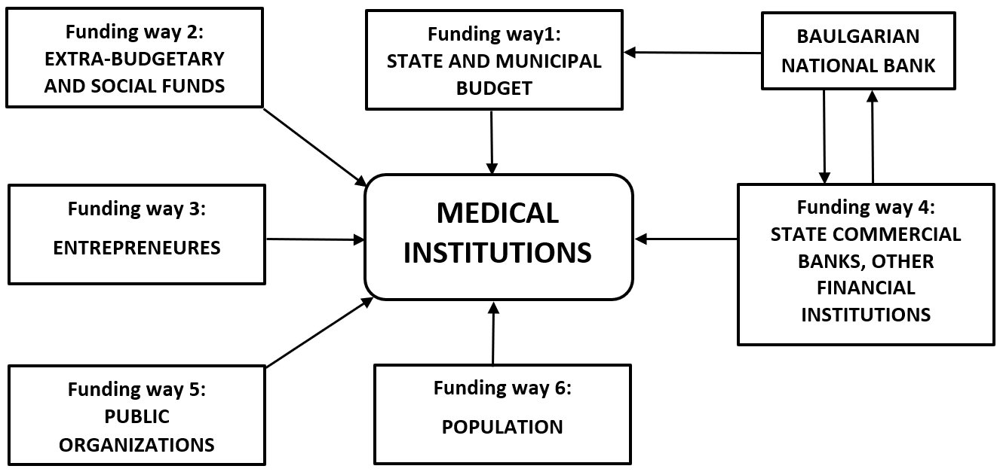 Funding way 2:
EXTRA-BUDGETARY
AND SOCIAL FUNDS
Funding way1:
STATE AND MUNICIPAL
BUDGET
BAULGARIAN
NATIONAL BANK
Funding way 3:
ENTREPRENEURES
MEDICAL
INSTITUTIONS
Funding way 4:
STATE COMMERCIAL
BANKS, OTHER
FINANCIAL
INSTITUTIONS
Funding way 5:
PUBLIC
ORGANIZATIONS
Funding way 6:
POPULATION